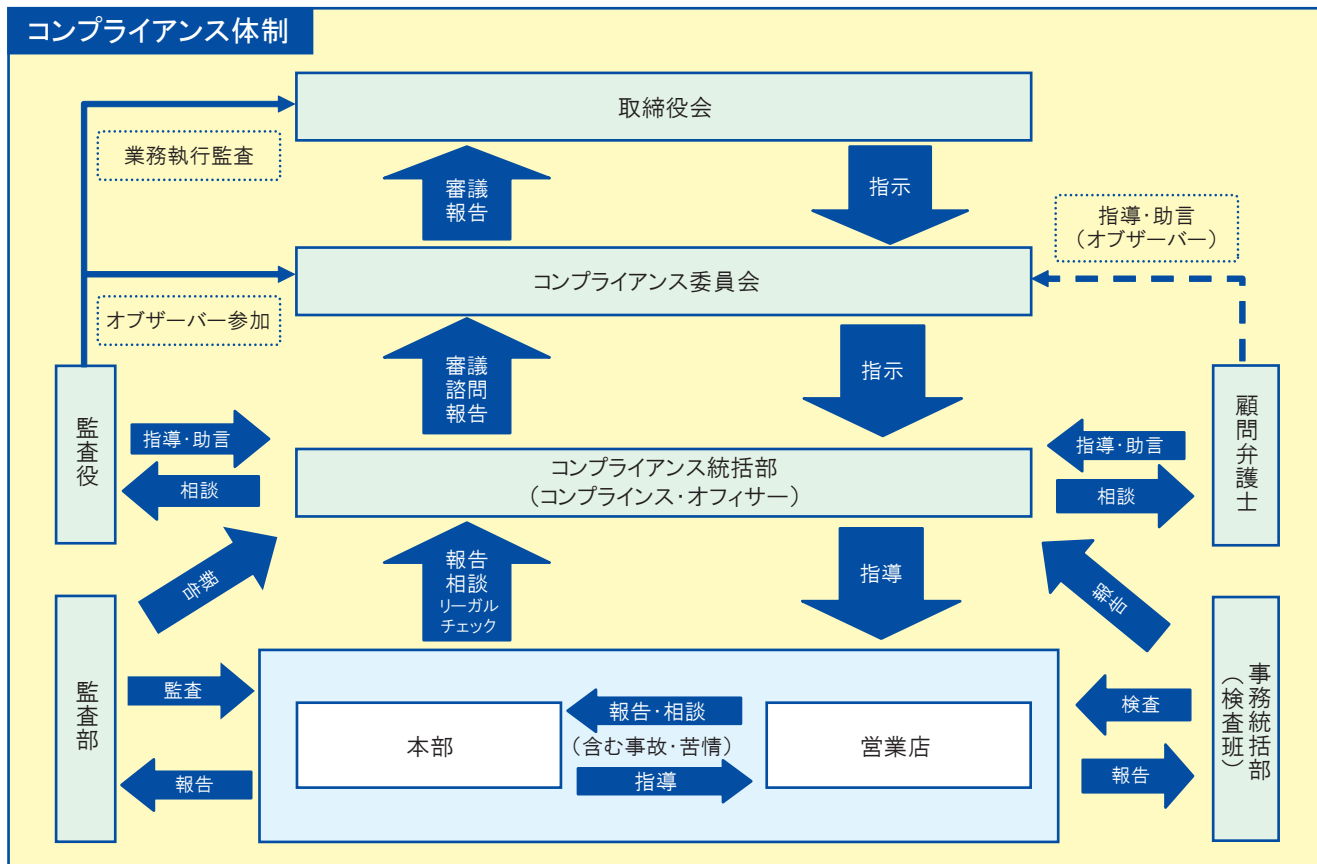 コンプライアンス体制
取締役会
業務執行監査
審議
報告
指示
指導・助言
（オブザーバー）
コンプライアンス委員会
オブザーバー参加
審議
諮問
報告
指示
監査役
指導・助言
相談
コンプライアンス統括部
（コンプラインス・オフィサー）
指導・助言
相談
顧問弁護士
報告
報告
相談
リーガル
チェック
指導
報告
監査部
監査
報告
本部
報告・相談
（含む事故・苦情）
指導
営業店
検査
報告
事務統括部
（検査班）